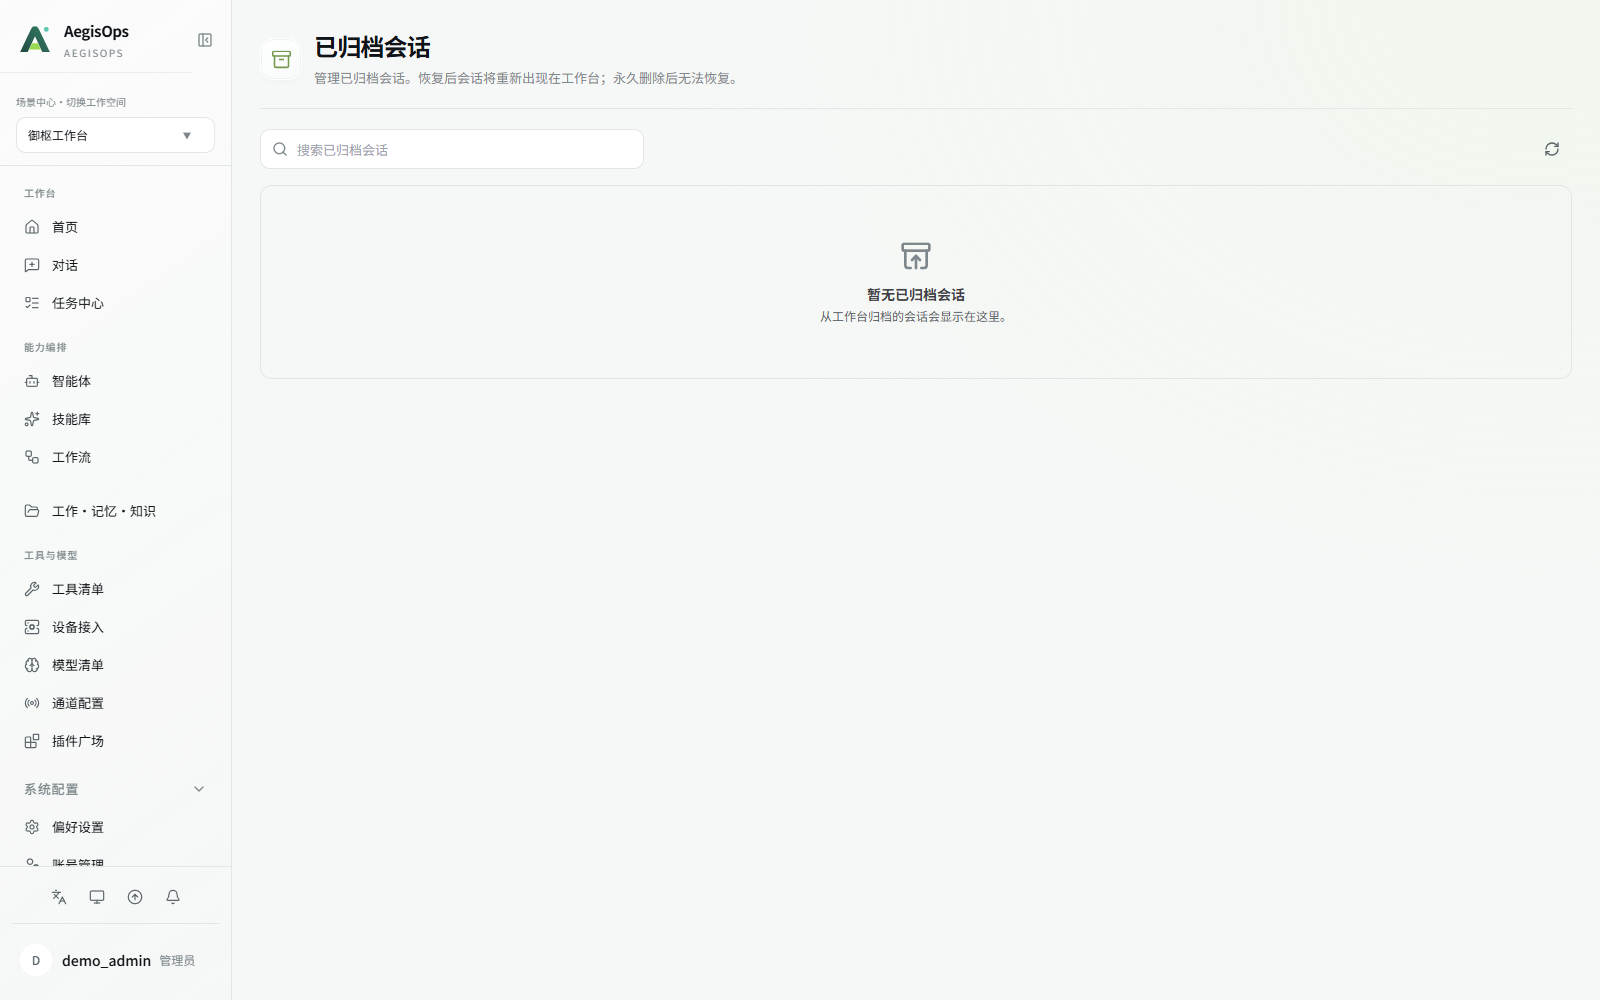 AegisOps
AEGISOPS
场景中心・切换工作空间
御枢工作台
工作台
首页
对话
任务中心
能力编排
智能体
技能库
工作流
工作・记忆・知识
工具与模型
工具清单
设备接入
模型清单
通道配置
插件广场
系统配置
偏好设置
账号管理
D
demo_admin 管理员
已归档会话
管理已归档会话。恢复后会话将重新出现在工作台；永久删除后无法恢复。
搜索已归档会话
暂无已归档会话
从工作台归档的会话会显示在这里。